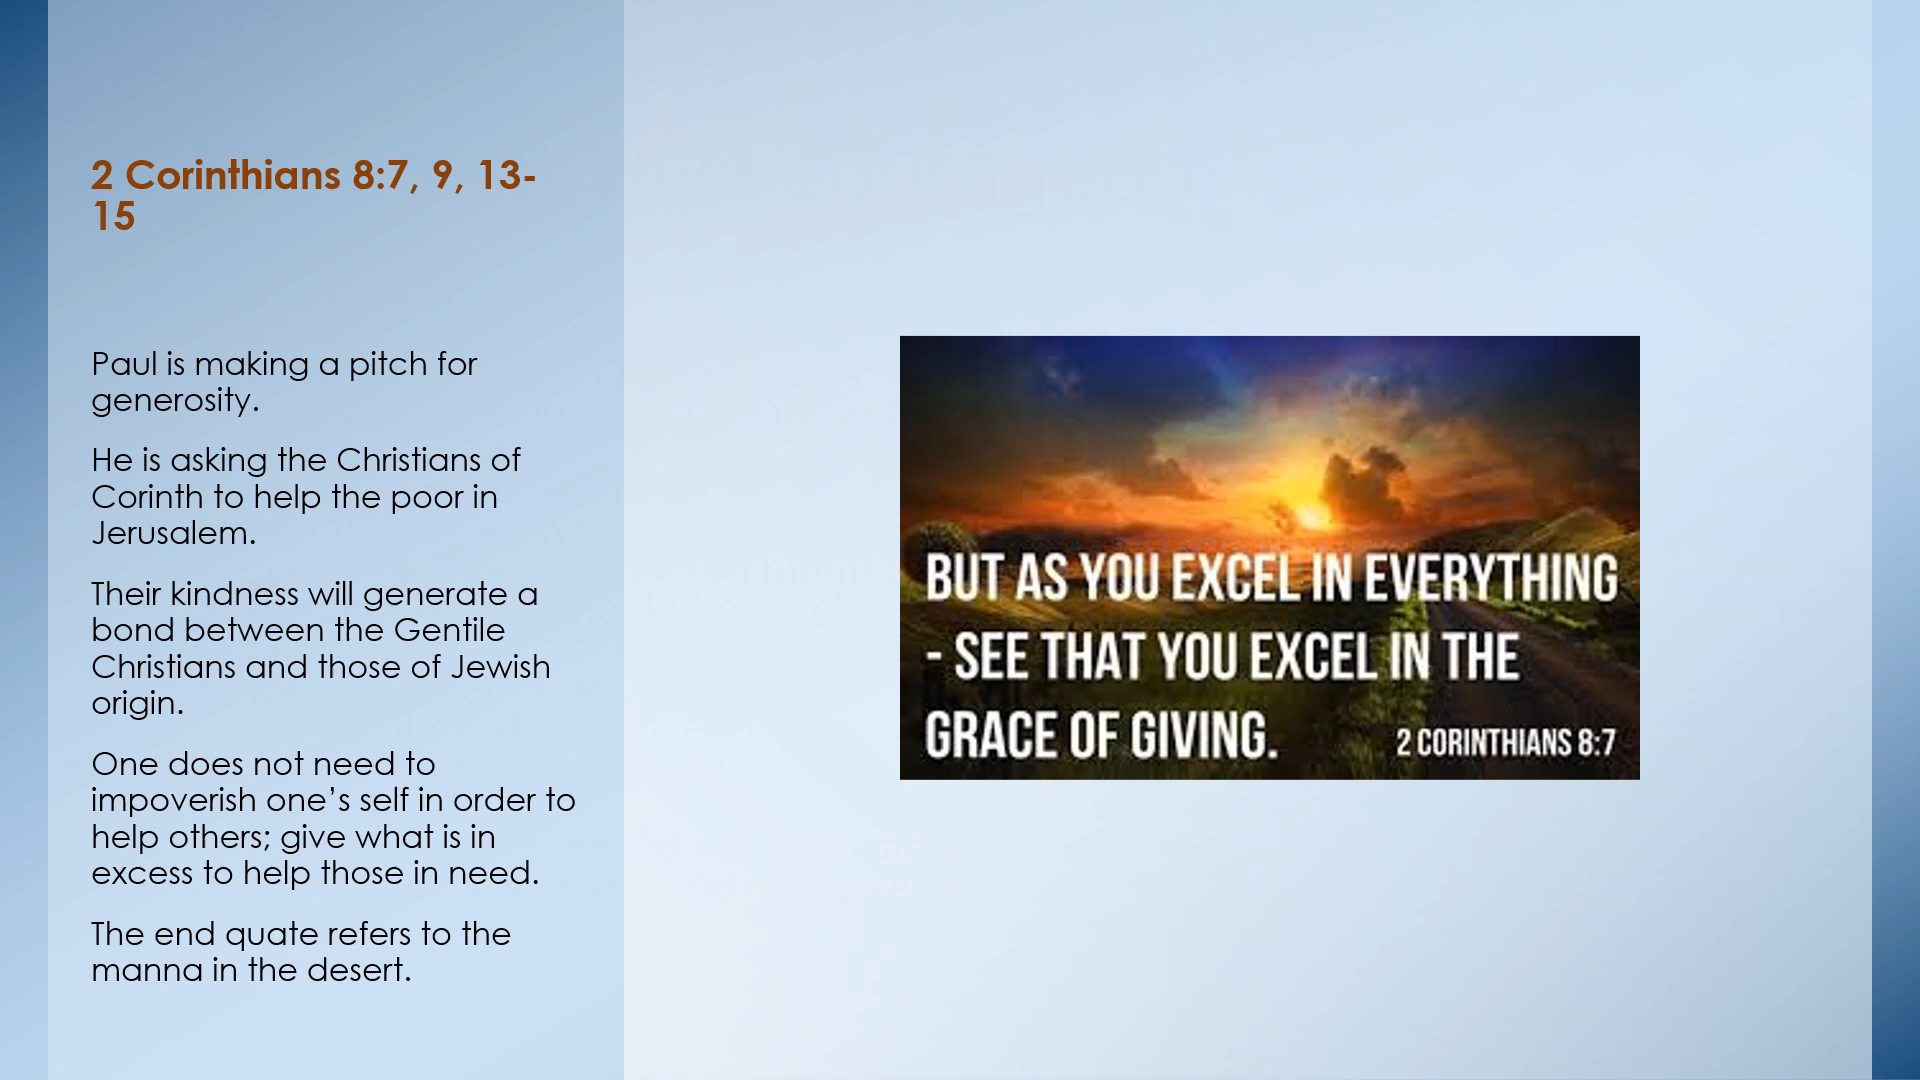 2 Corinthians 8:7, 9, 13-
15
Paul is making a pitch for
generosity.
He is asking the Christians of
Corinth to help the poor in
Jerusalem.
Their kindness will generate a
bond between the Gentile
Christians and those of Jewish
origin.
One does not need to
impoverish one’s self in order to
help others; give what is in
excess to help those in need.
The end quate refers to the
manna in the desert.
BUT AS YOU EXCEL IN EVERYTHING
- SEE THAT YOU EXCEL IN THE
GRACE OF GIVING.
2 CORINTHIANS 8:7